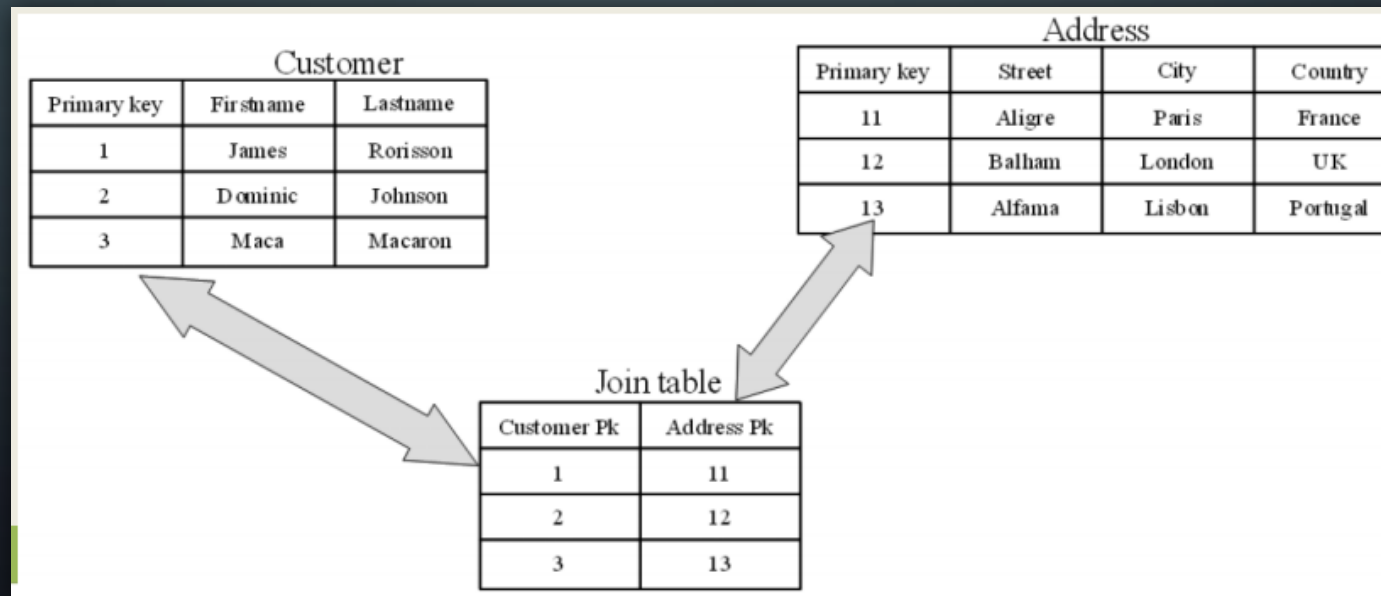 Customer
Primary key Firstname Lastname
1 James Rorisson
2 Dominic Johnson
3 Maca Macaron
Address
Primary key Street City Country
11 Aligre Paris France
12 Balham London UK
13 Alfama Lisbon Portugal
Join table
Customer Pk Address Pk
1 11
2 12
3 13